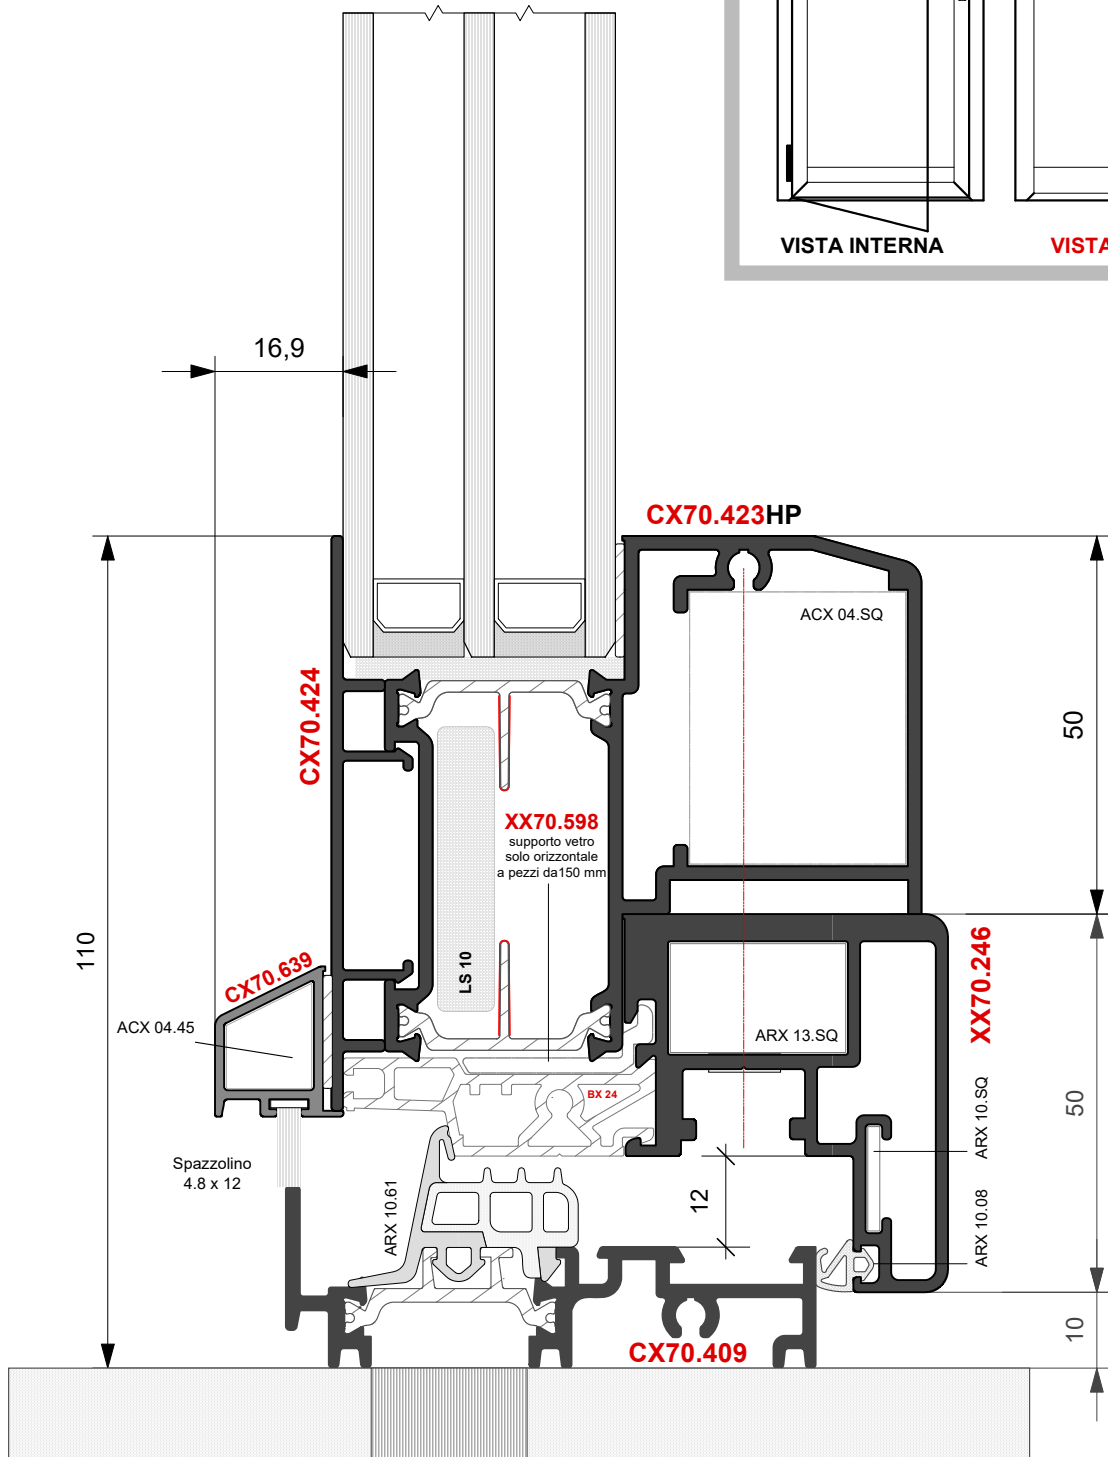 VISTA INTERNA
VISTA
16,9
CX70.423HP
ACX 04.SQ
CX70.424
50
XX70.598
supporto vetro
solo orizzontale
a pezzi da150 mm
LS 10
110
CX70.639
XX70.246
ACX 04.45
ARX 13.SQ
BX 24
ARX 10.SQ
50
Spazzolino
4.8 x 12
ARX 10.61
12
ARX 10.08
10
CX70.409